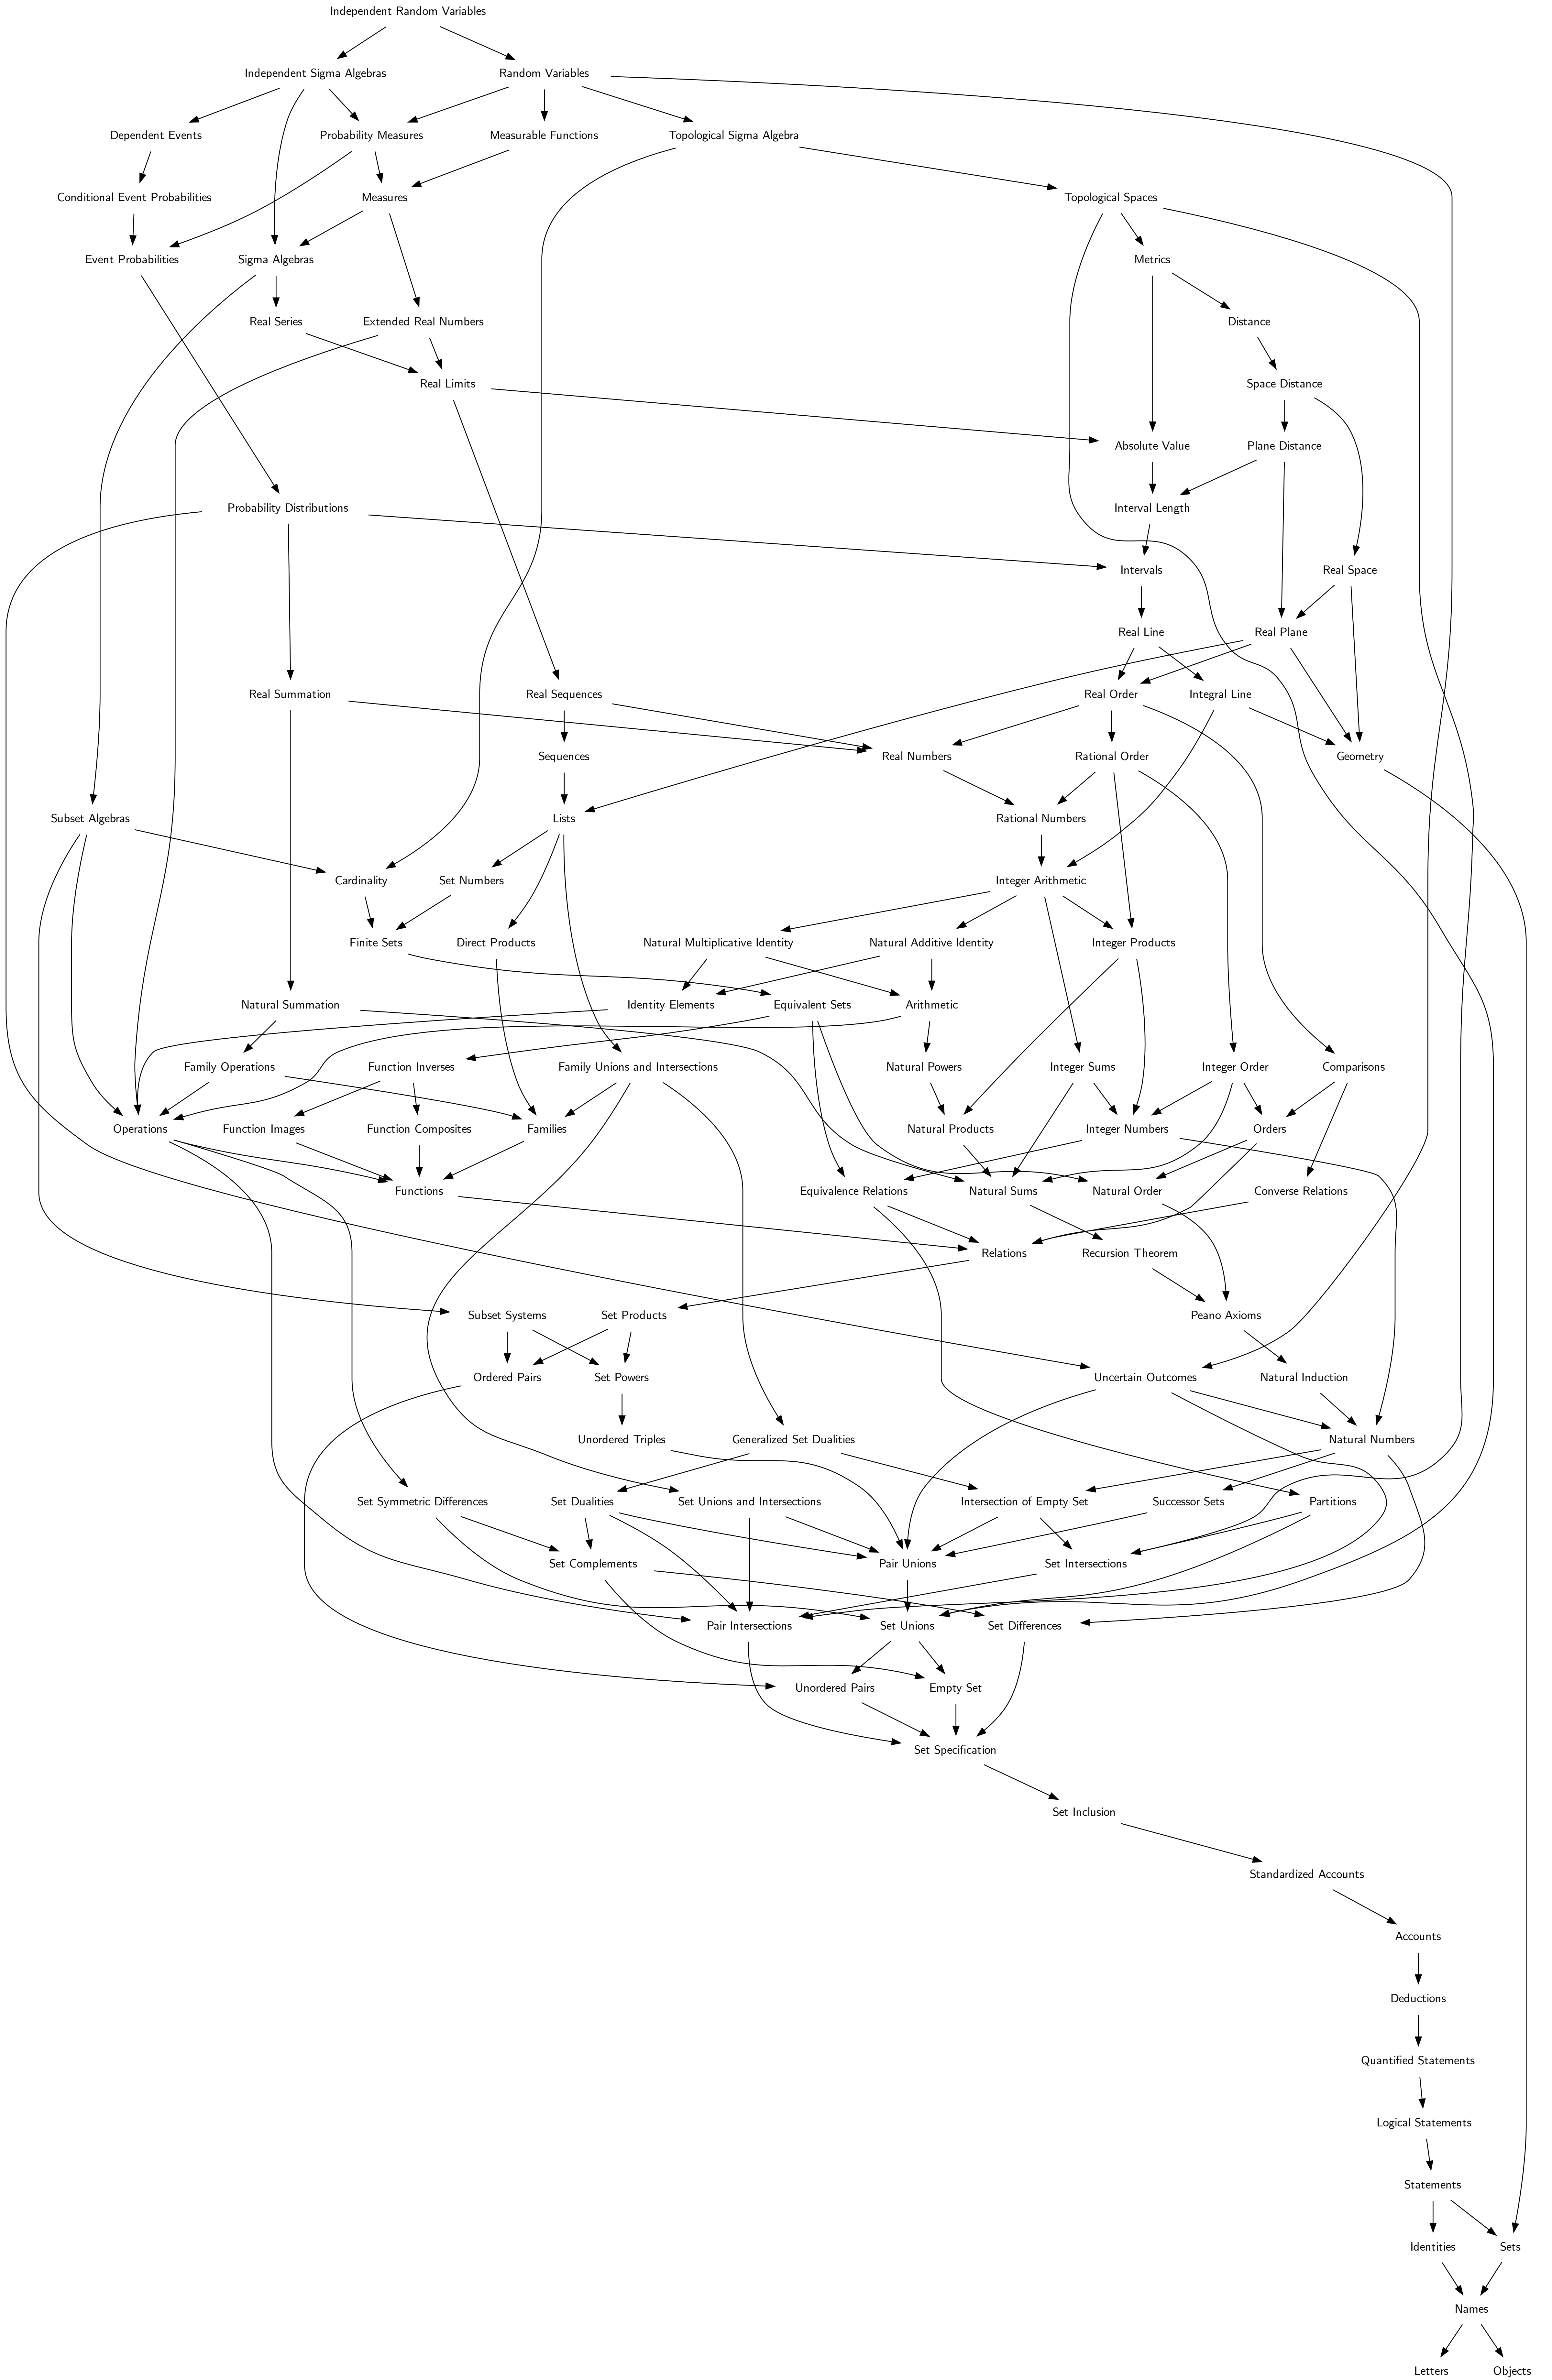 Independent Random Variables
Independent Sigma Algebras
Random Variables
Dependent Events
Probability Measures
Measurable Functions
Topological Sigma Algebra
Conditional Event Probabilities
Measures
Topological Spaces
Event Probabilities
Sigma Algebras
Metrics
Real Series
Extended Real Numbers
Distance
Real Limits
Space Distance
Absolute Value
Plane Distance
Probability Distributions
Interval Length
Intervals
Real Space
Real Line
Real Plane
Real Summation
Real Sequences
Real Order
Integral Line
Sequences
Real Numbers
Rational Order
Geometry
Subset Algebras
Lists
Rational Numbers
Cardinality
Set Numbers
Integer Arithmetic
Finite Sets
Direct Products
Natural Multiplicative Identity
Natural Additive Identity
Integer Products
Natural Summation
Identity Elements
Equivalent Sets
Arithmetic
Family Operations
Function Inverses
Family Unions and Intersections
Natural Powers
Integer Sums
Integer Order
Comparisons
Operations
Function Images
Function Composites
Families
Natural Products
Integer Numbers
Orders
Functions
Equivalence Relations
Natural Sums
Natural Order
Converse Relations
Relations
Recursion Theorem
Subset Systems
Set Products
Peano Axioms
Ordered Pairs
Set Powers
Uncertain Outcomes
Natural Induction
Unordered Triples
Generalized Set Dualities
Natural Numbers
Set Symmetric Differences
Set Dualities
Set Unions and Intersections
Intersection of Empty Set
Successor Sets
Partitions
Set Complements
Pair Unions
Set Intersections
Pair Intersections
Set Unions
Set Differences
Unordered Pairs
Empty Set
Set Specification
Set Inclusion
Standardized Accounts
Accounts
Deductions
Quantified Statements
Logical Statements
Statements
Identities
Sets
Names
Letters
Objects